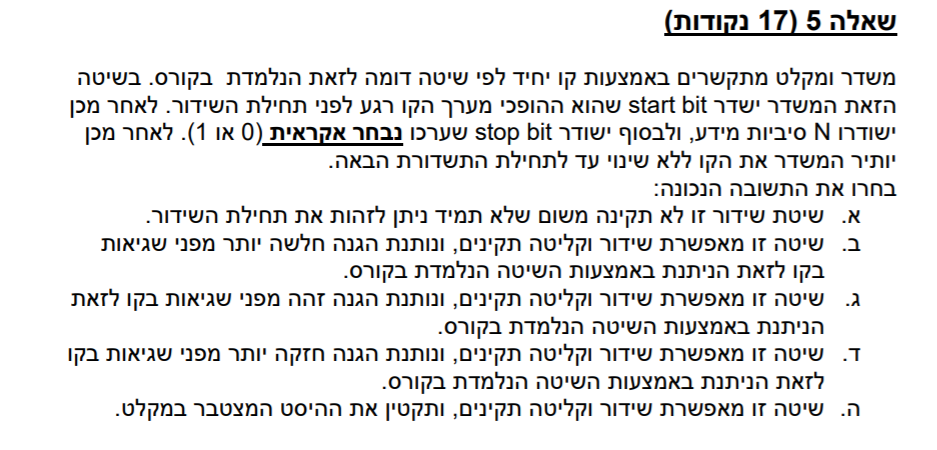 שאלה 5 (17 נקודות)
משדר ומקלט מתקשרים באמצעות קו יחיד לפי שיטה דומה לזאת הנלמדת בקורס. בשיטה
הזאת המשדר ישדר start bit שהוא ההופכי מערך הקו רגע לפני תחילת השידור. לאחר מכן
ישודרו N סיביות מידע, ולבסוף ישודר stop bit שערכו נבחר אקראית (0 או 1). לאחר מכן
יותיר המשדר את הקו ללא שינוי עד לתחילת התשדורת הבאה.
בחרו את התשובה הנכונה:
א. שיטת שידור זו לא תקינה משום שלא תמיד ניתן לזהות את תחילת השידור.
ב. שיטה זו מאפשרת שידור וקליטה תקינים, ונותנת הגנה חלשה יותר מפני שגיאות
בקו לזאת הניתנת באמצעות השיטה הנלמדת בקורס.
ג. שיטה זו מאפשרת שידור וקליטה תקינים, ונותנת הגנה זהה מפני שגיאות בקו לזאת
הניתנת באמצעות השיטה הנלמדת בקורס.
ד. שיטה זו מאפשרת שידור וקליטה תקינים, ונותנת הגנה חזקה יותר מפני שגיאות בקו
לזאת הניתנת באמצעות השיטה הנלמדת בקורס.
ה. שיטה זו מאפשרת שידור וקליטה תקינים, ותקטין את ההיסט המצטבר במקלט.